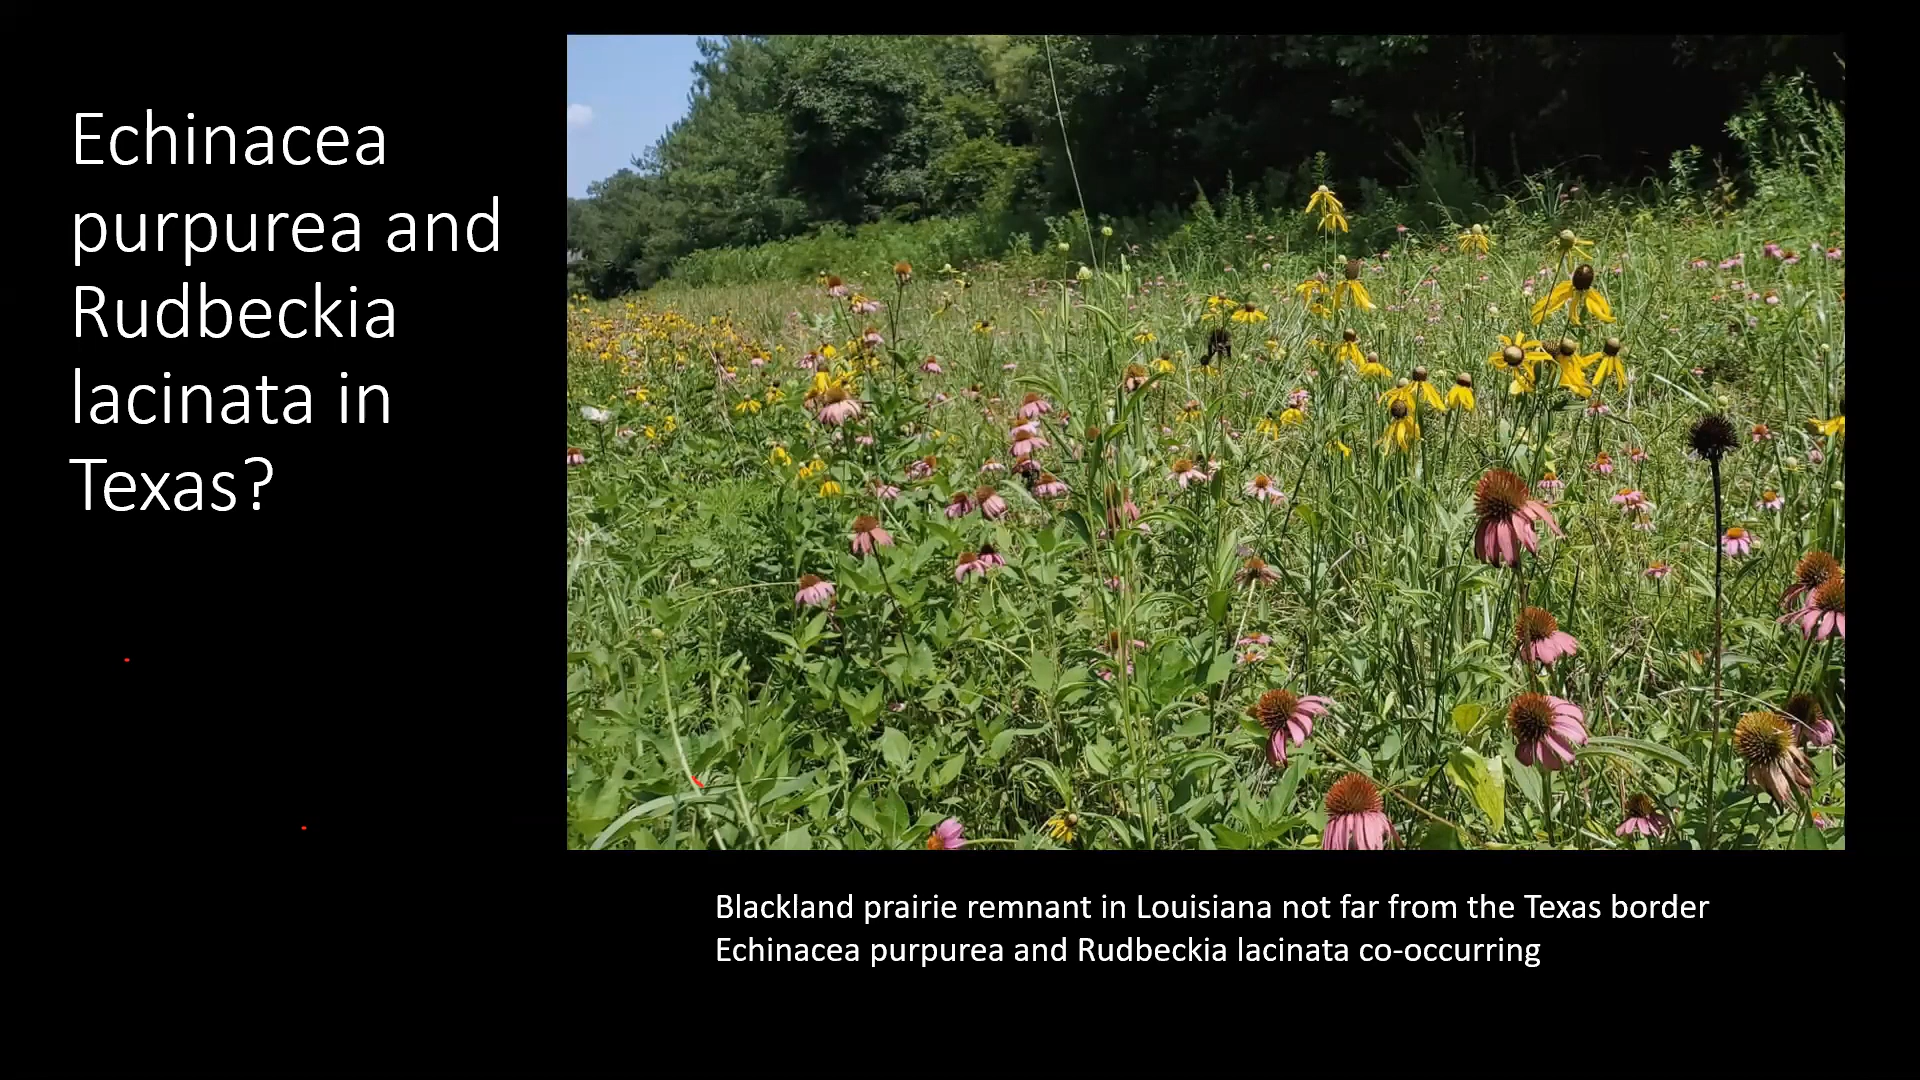 Echinacea
purpurea and
Rudbeckia
lacinata in
Texas?
Blackland prairie remnant in Louisiana not far from the Texas border
Echinacea purpurea and Rudbeckia lacinata co-occurring